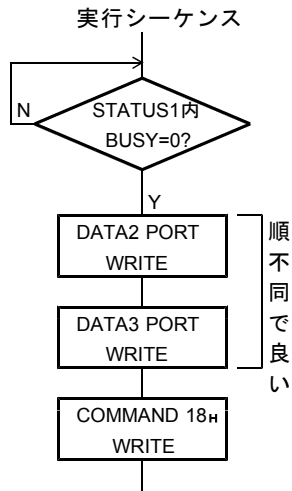 実行シーケンス
N
STATUS1内
BUSY=0?
Y
DATA2 PORT
WRITE
DATA3 PORT
WRITE
順不同で良い
COMMAND 18H
WRITE